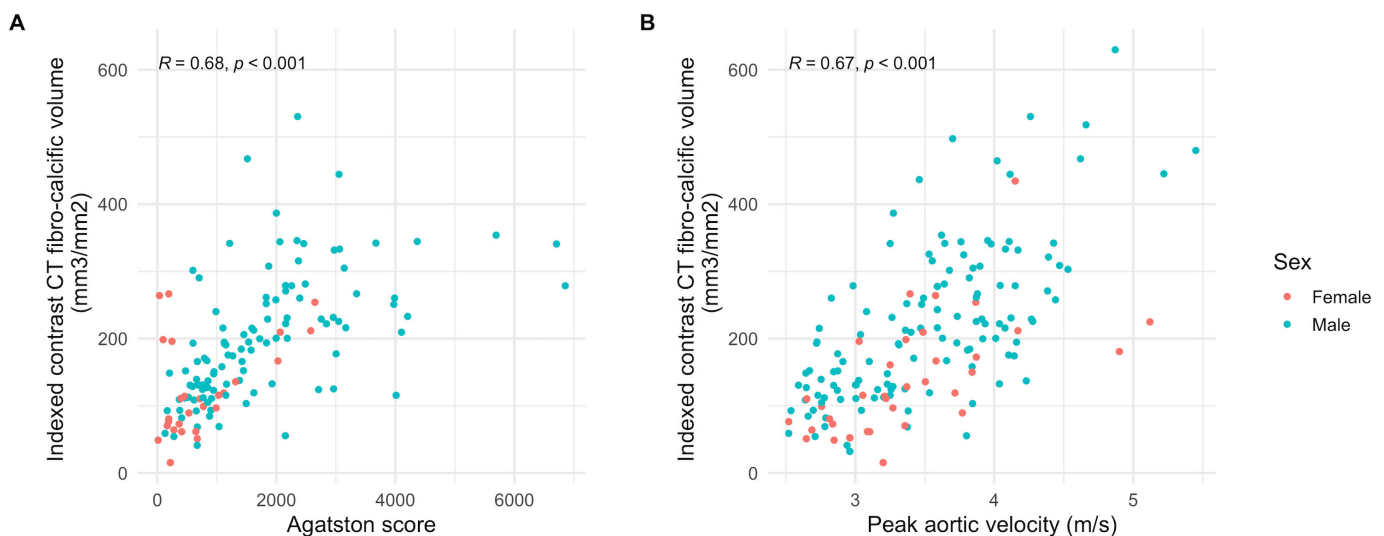 A
R = 0.68, p < 0.001
Indexed contrast CT fibro-calcific volume
(mm3/mm2)
600
400
200
0
0 2000 4000 6000
Agatston score
B
R = 0.67, p < 0.001
Indexed contrast CT fibro-calcific volume
(mm3/mm2)
600
400
200
0
3 4 5
Peak aortic velocity (m/s)
Sex
Female
Male